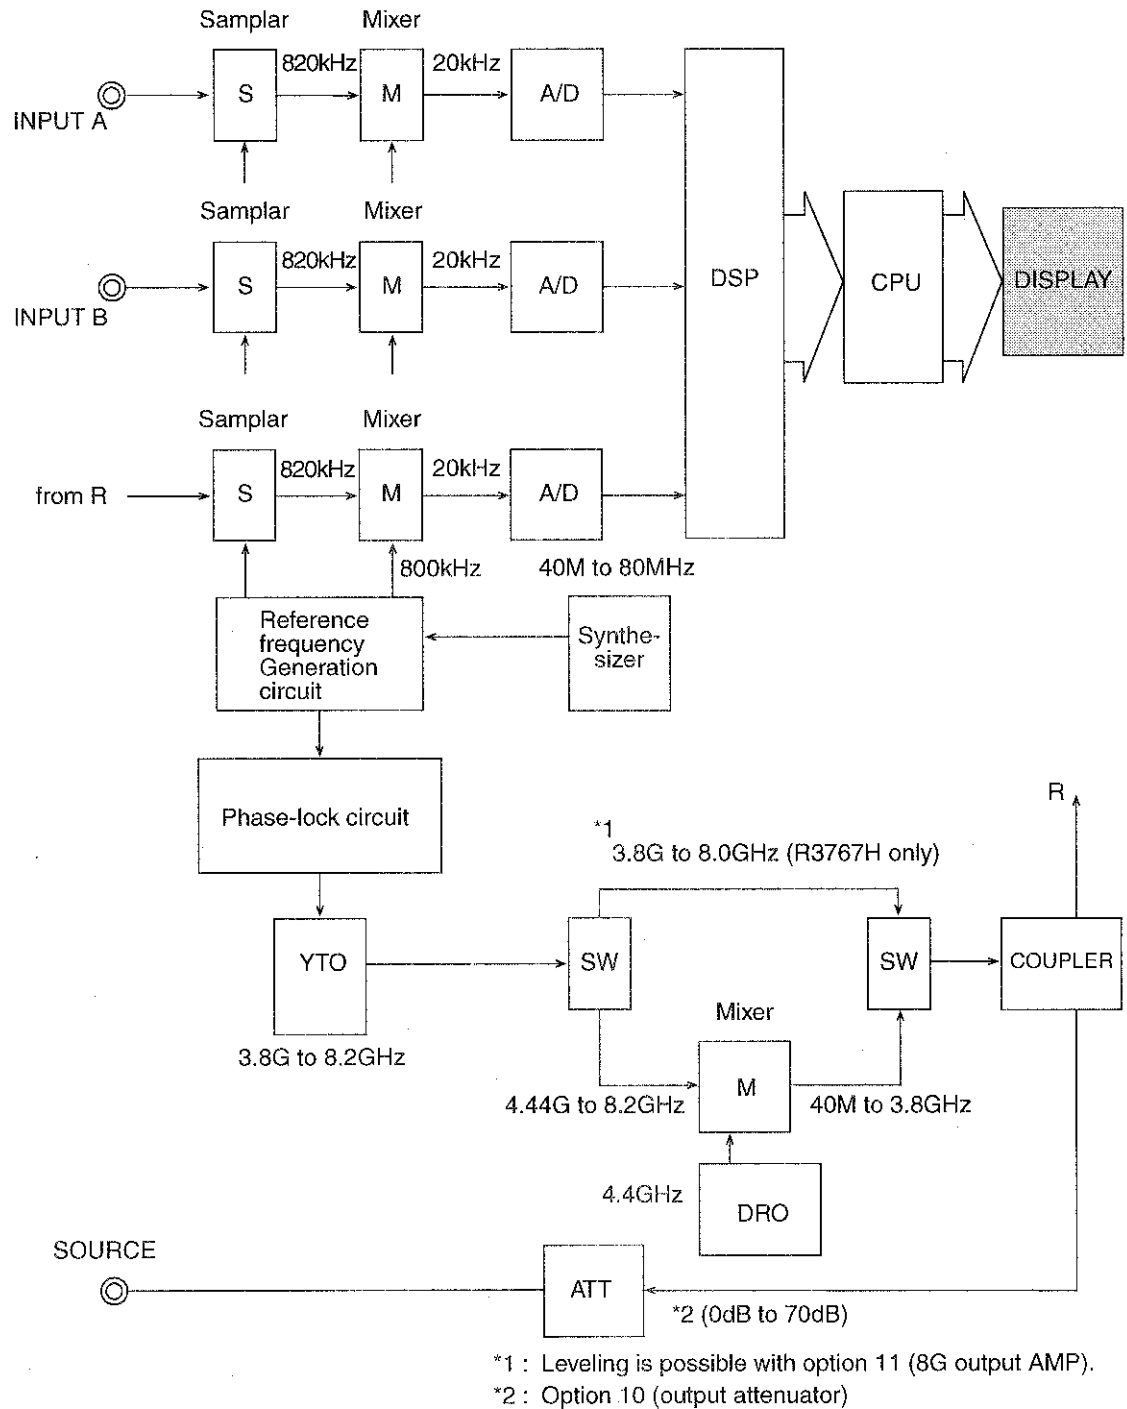 Samplar Mixer
820kHz 20kHz
S M A/D
INPUT A
Samplar Mixer
820kHz 20kHz
S M A/D DSP CPU DISPLAY
INPUT B
Samplar Mixer
820kHz 20kHz
from R S M A/D
800kHz 40M to 80MHz
Reference
frequency
Generation
circuit
Synthe-
sizer
Phase-lock circuit
R
*1
3.8G to 8.0GHz (R3767H only)
YTO SW SW COUPLER
Mixer
3.8G to 8.2GHz
M
4.44G to 8.2GHz 40M to 3.8GHz
4.4GHz
DRO
SOURCE
ATT
*2 (0dB to 70dB)
*1 : Leveling is possible with option 11 (8G output AMP).
*2 : Option 10 (output attenuator)